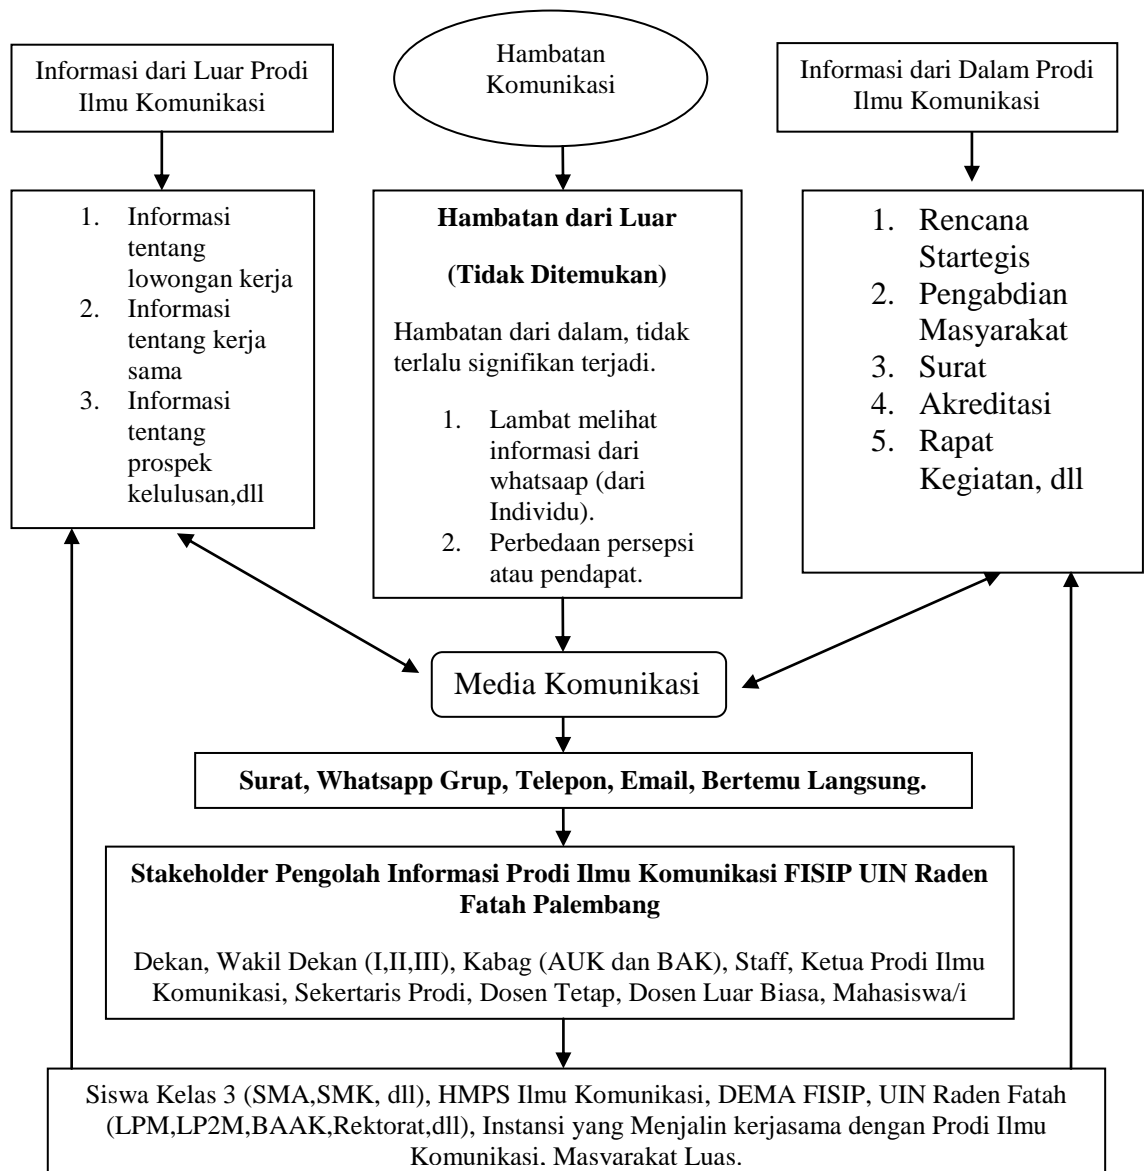 Informasi dari Luar Prodi
Ilmu Komunikasi
Hambatan
Komunikasi
Informasi dari Dalam Prodi
Ilmu Komunikasi
1. Informasi
tentang
lowongan kerja
2. Informasi
tentang kerja
sama
3. Informasi
tentang
prospek
kelulusan,dll
Hambatan dari Luar
(Tidak Ditemukan)
Hambatan dari dalam, tidak
terlalu signifikan terjadi.
1. Lambat melihat
informasi dari
whatsaap (dari
Individu).
2. Perbedaan persepsi
atau pendapat.
1. Rencana
Startegis
2. Pengabdian
Masyarakat
3. Surat
4. Akreditasi
5. Rapat
Kegiatan, dll
Media Komunikasi
Surat, Whatsapp Grup, Telepon, Email, Bertemu Langsung.
Stakeholder Pengolah Informasi Prodi Ilmu Komunikasi FISIP UIN Raden
Fatah Palembang
Dekan, Wakil Dekan (I,II,III), Kabag (AUK dan BAK), Staff, Ketua Prodi Ilmu
Komunikasi, Sekertaris Prodi, Dosen Tetap, Dosen Luar Biasa, Mahasiswa/i
Siswa Kelas 3 (SMA,SMK, dll), HMPS Ilmu Komunikasi, DEMA FISIP, UIN Raden Fatah
(LPM,LP2M,BAAK,Rektorat,dll), Instansi yang Menjalin kerjasama dengan Prodi Ilmu
Komunikasi, Masyarakat Luas.